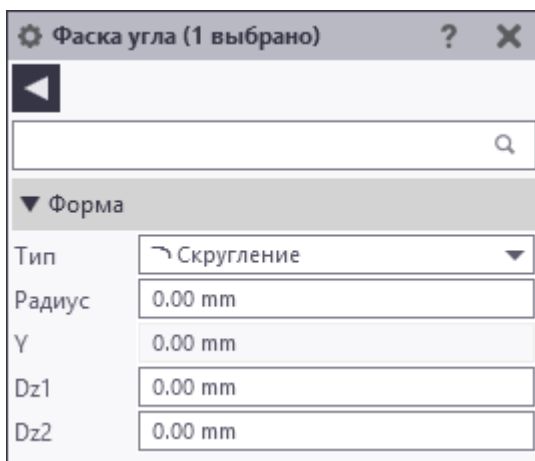 Фаска угла (1 выбрано) ?
Форма
Тип Скругление
Радиус 0.00 mm
Y 0.00 mm
Dz1 0.00 mm
Dz2 0.00 mm